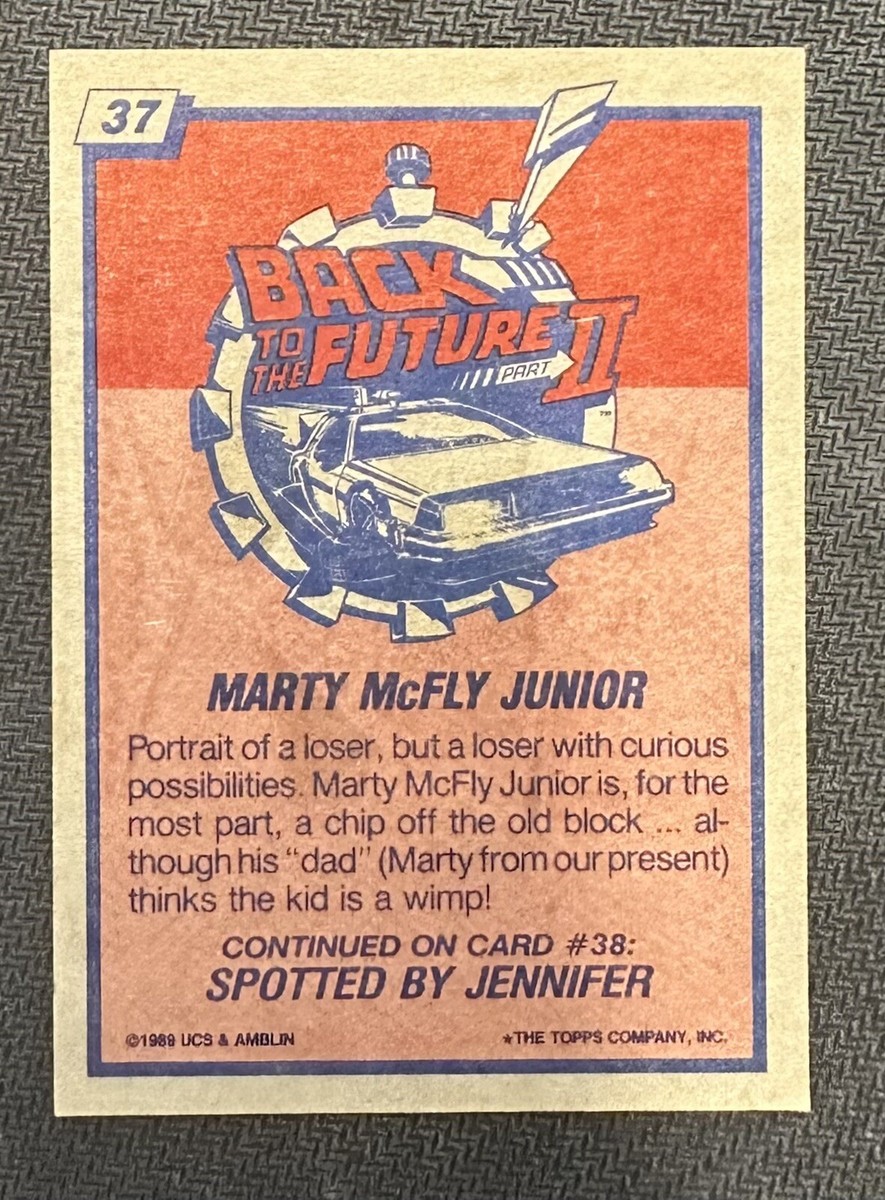 37
BACK
TO
THE FUTURE
PART II
MARTY McFLY JUNIOR
Portrait of a loser, but a loser with curious
possibilities. Marty McFly Junior is, for the
most part, a chip off the old block ... al-
though his “dad” (Marty from our present)
thinks the kid is a wimp!
CONTINUED ON CARD #38:
SPOTTED BY JENNIFER
©1989 UCS & AMBLIN
★THE TOPPS COMPANY, INC.